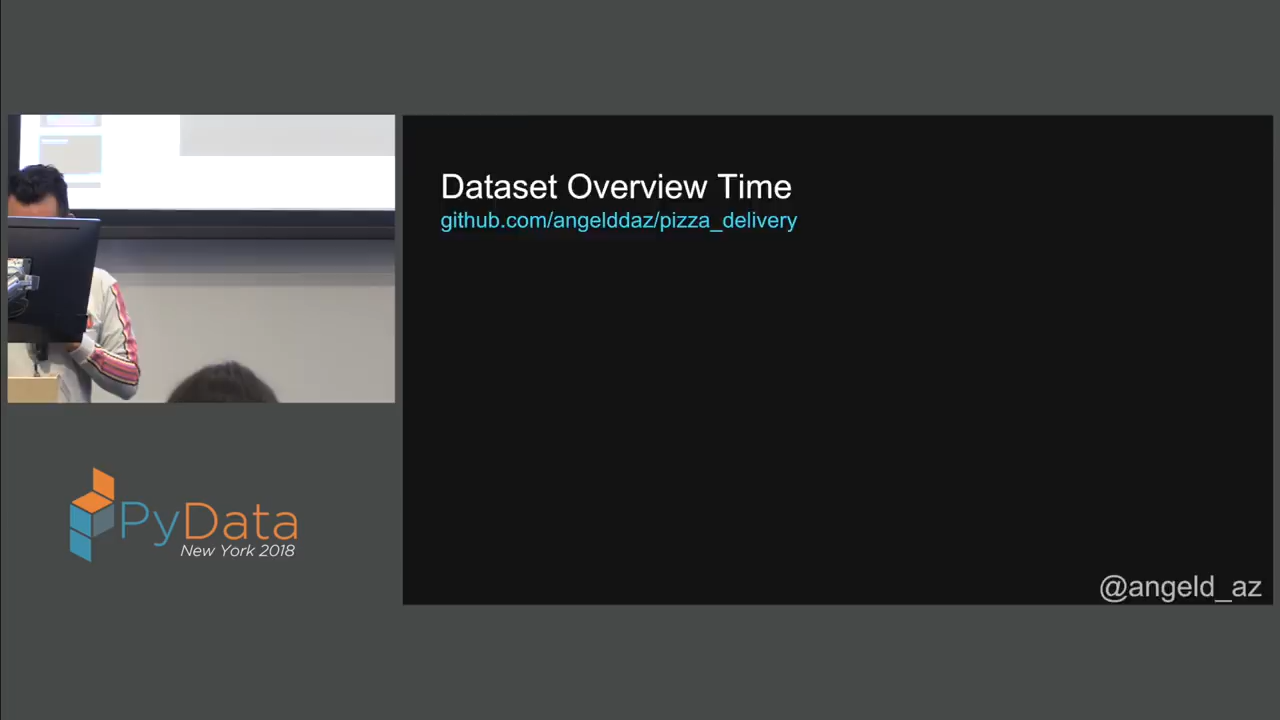 Dataset Overview Time
github.com/angelddaz/pizza_delivery
PyData
New York 2018
@angeld_az